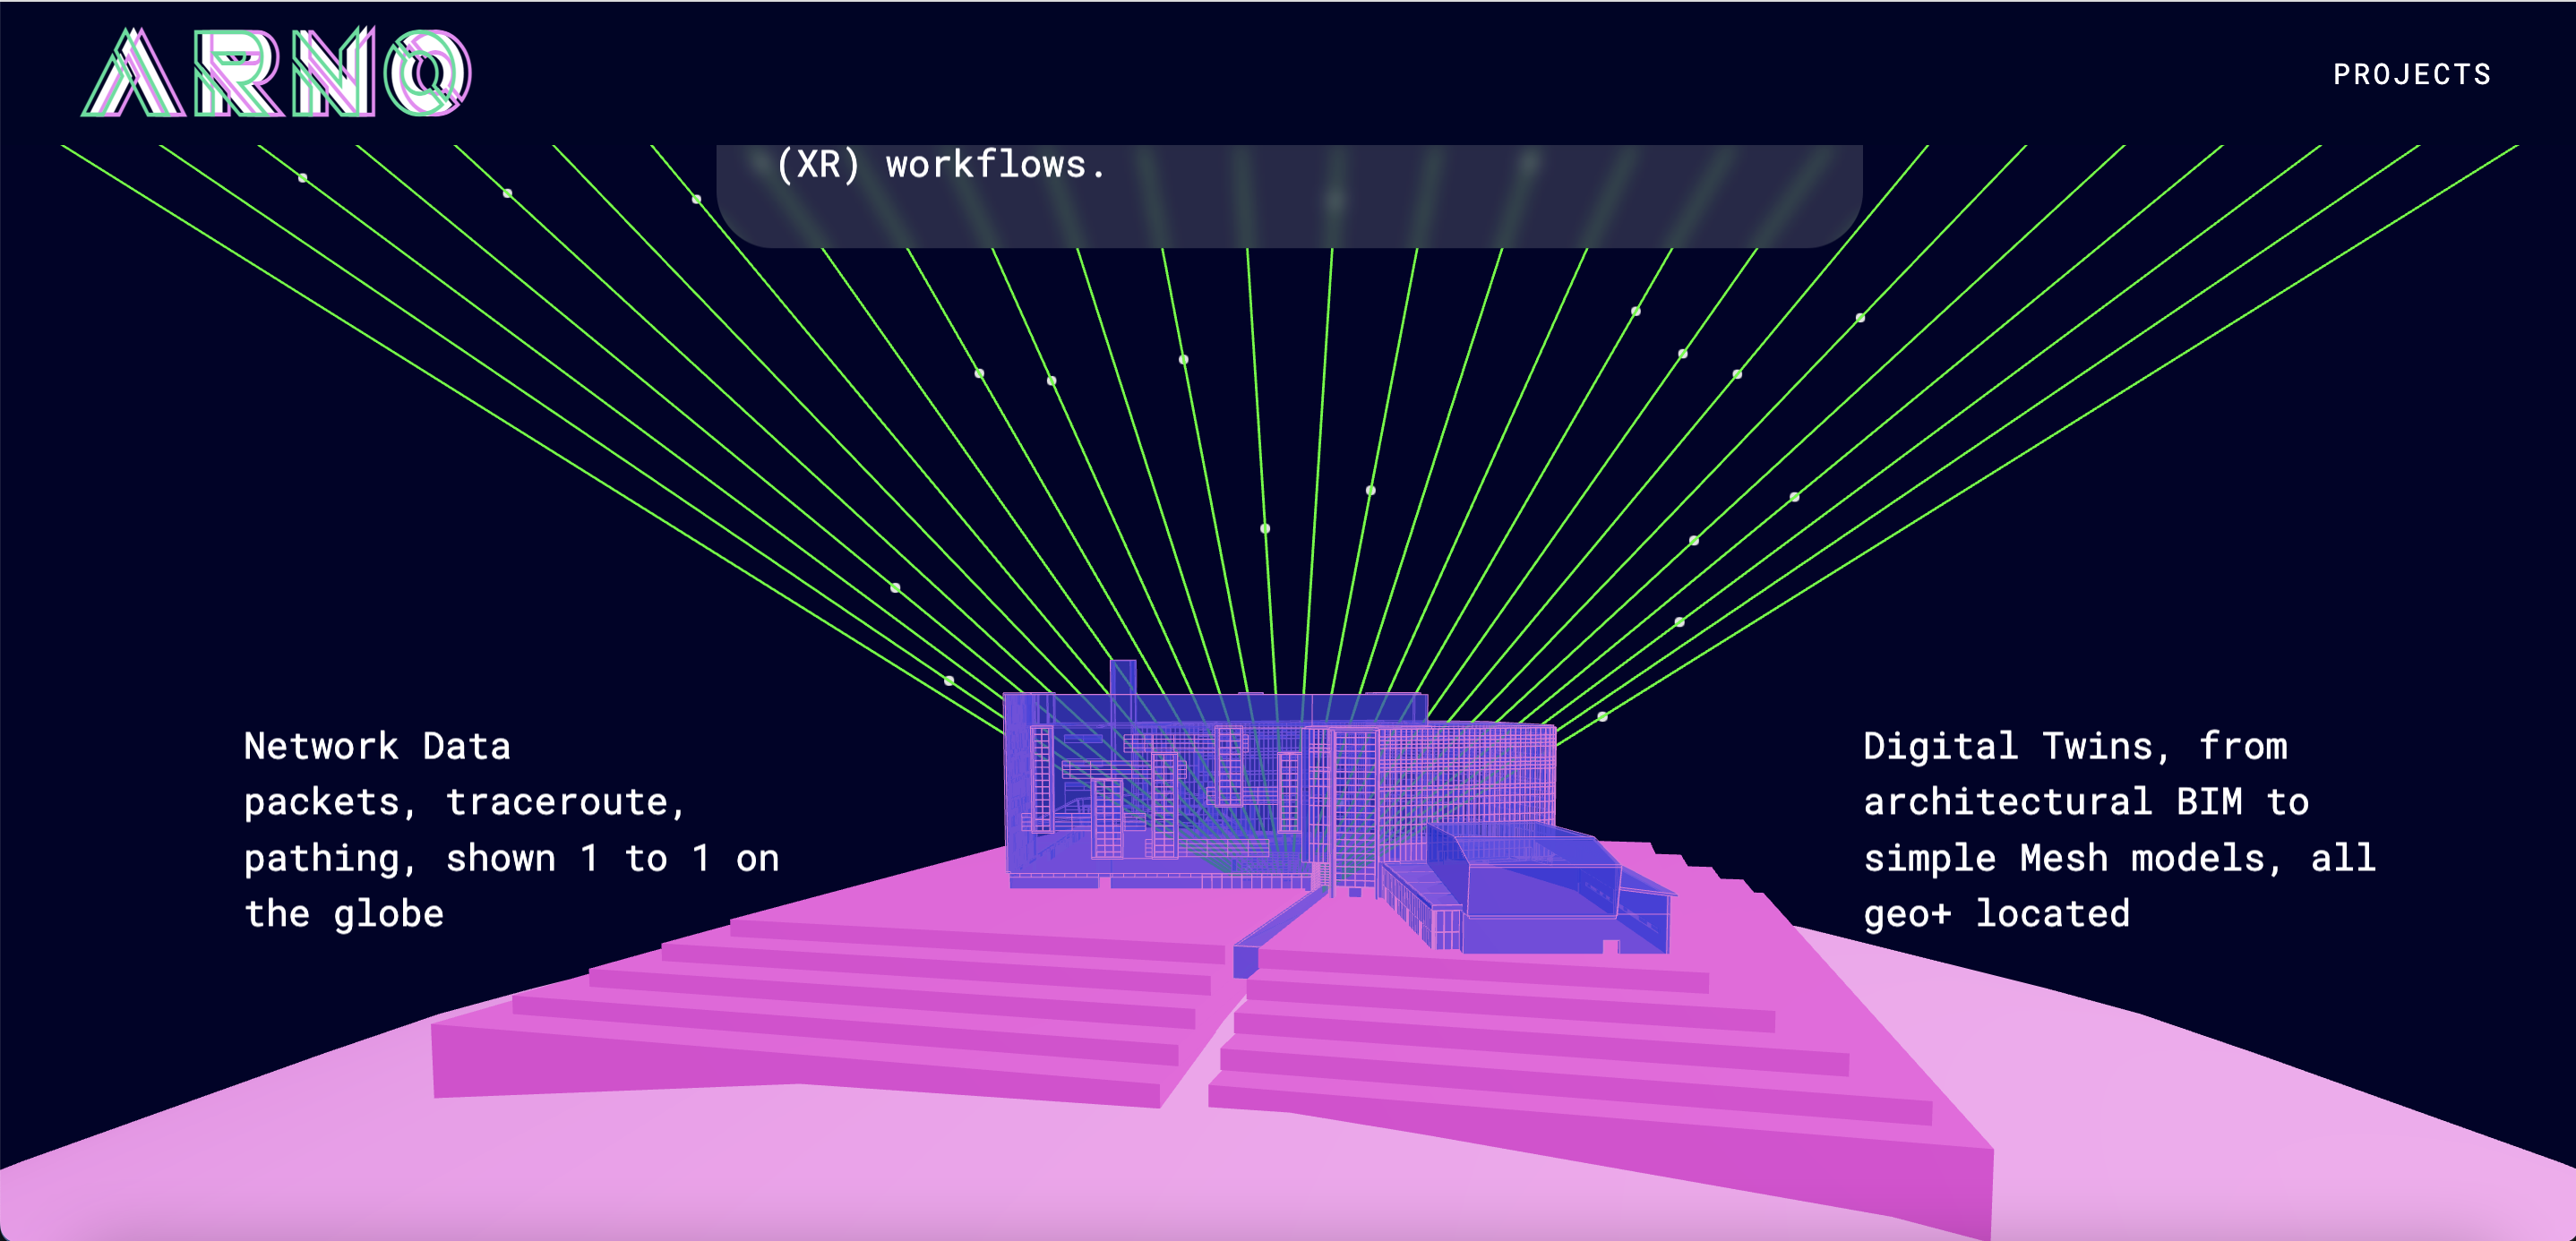 ARNO
PROJECTS
(XR) workflows.
Network Data
packets, traceroute,
pathing, shown 1 to 1 on
the globe
Digital Twins, from
architectural BIM to
simple Mesh models, all
geo+ located